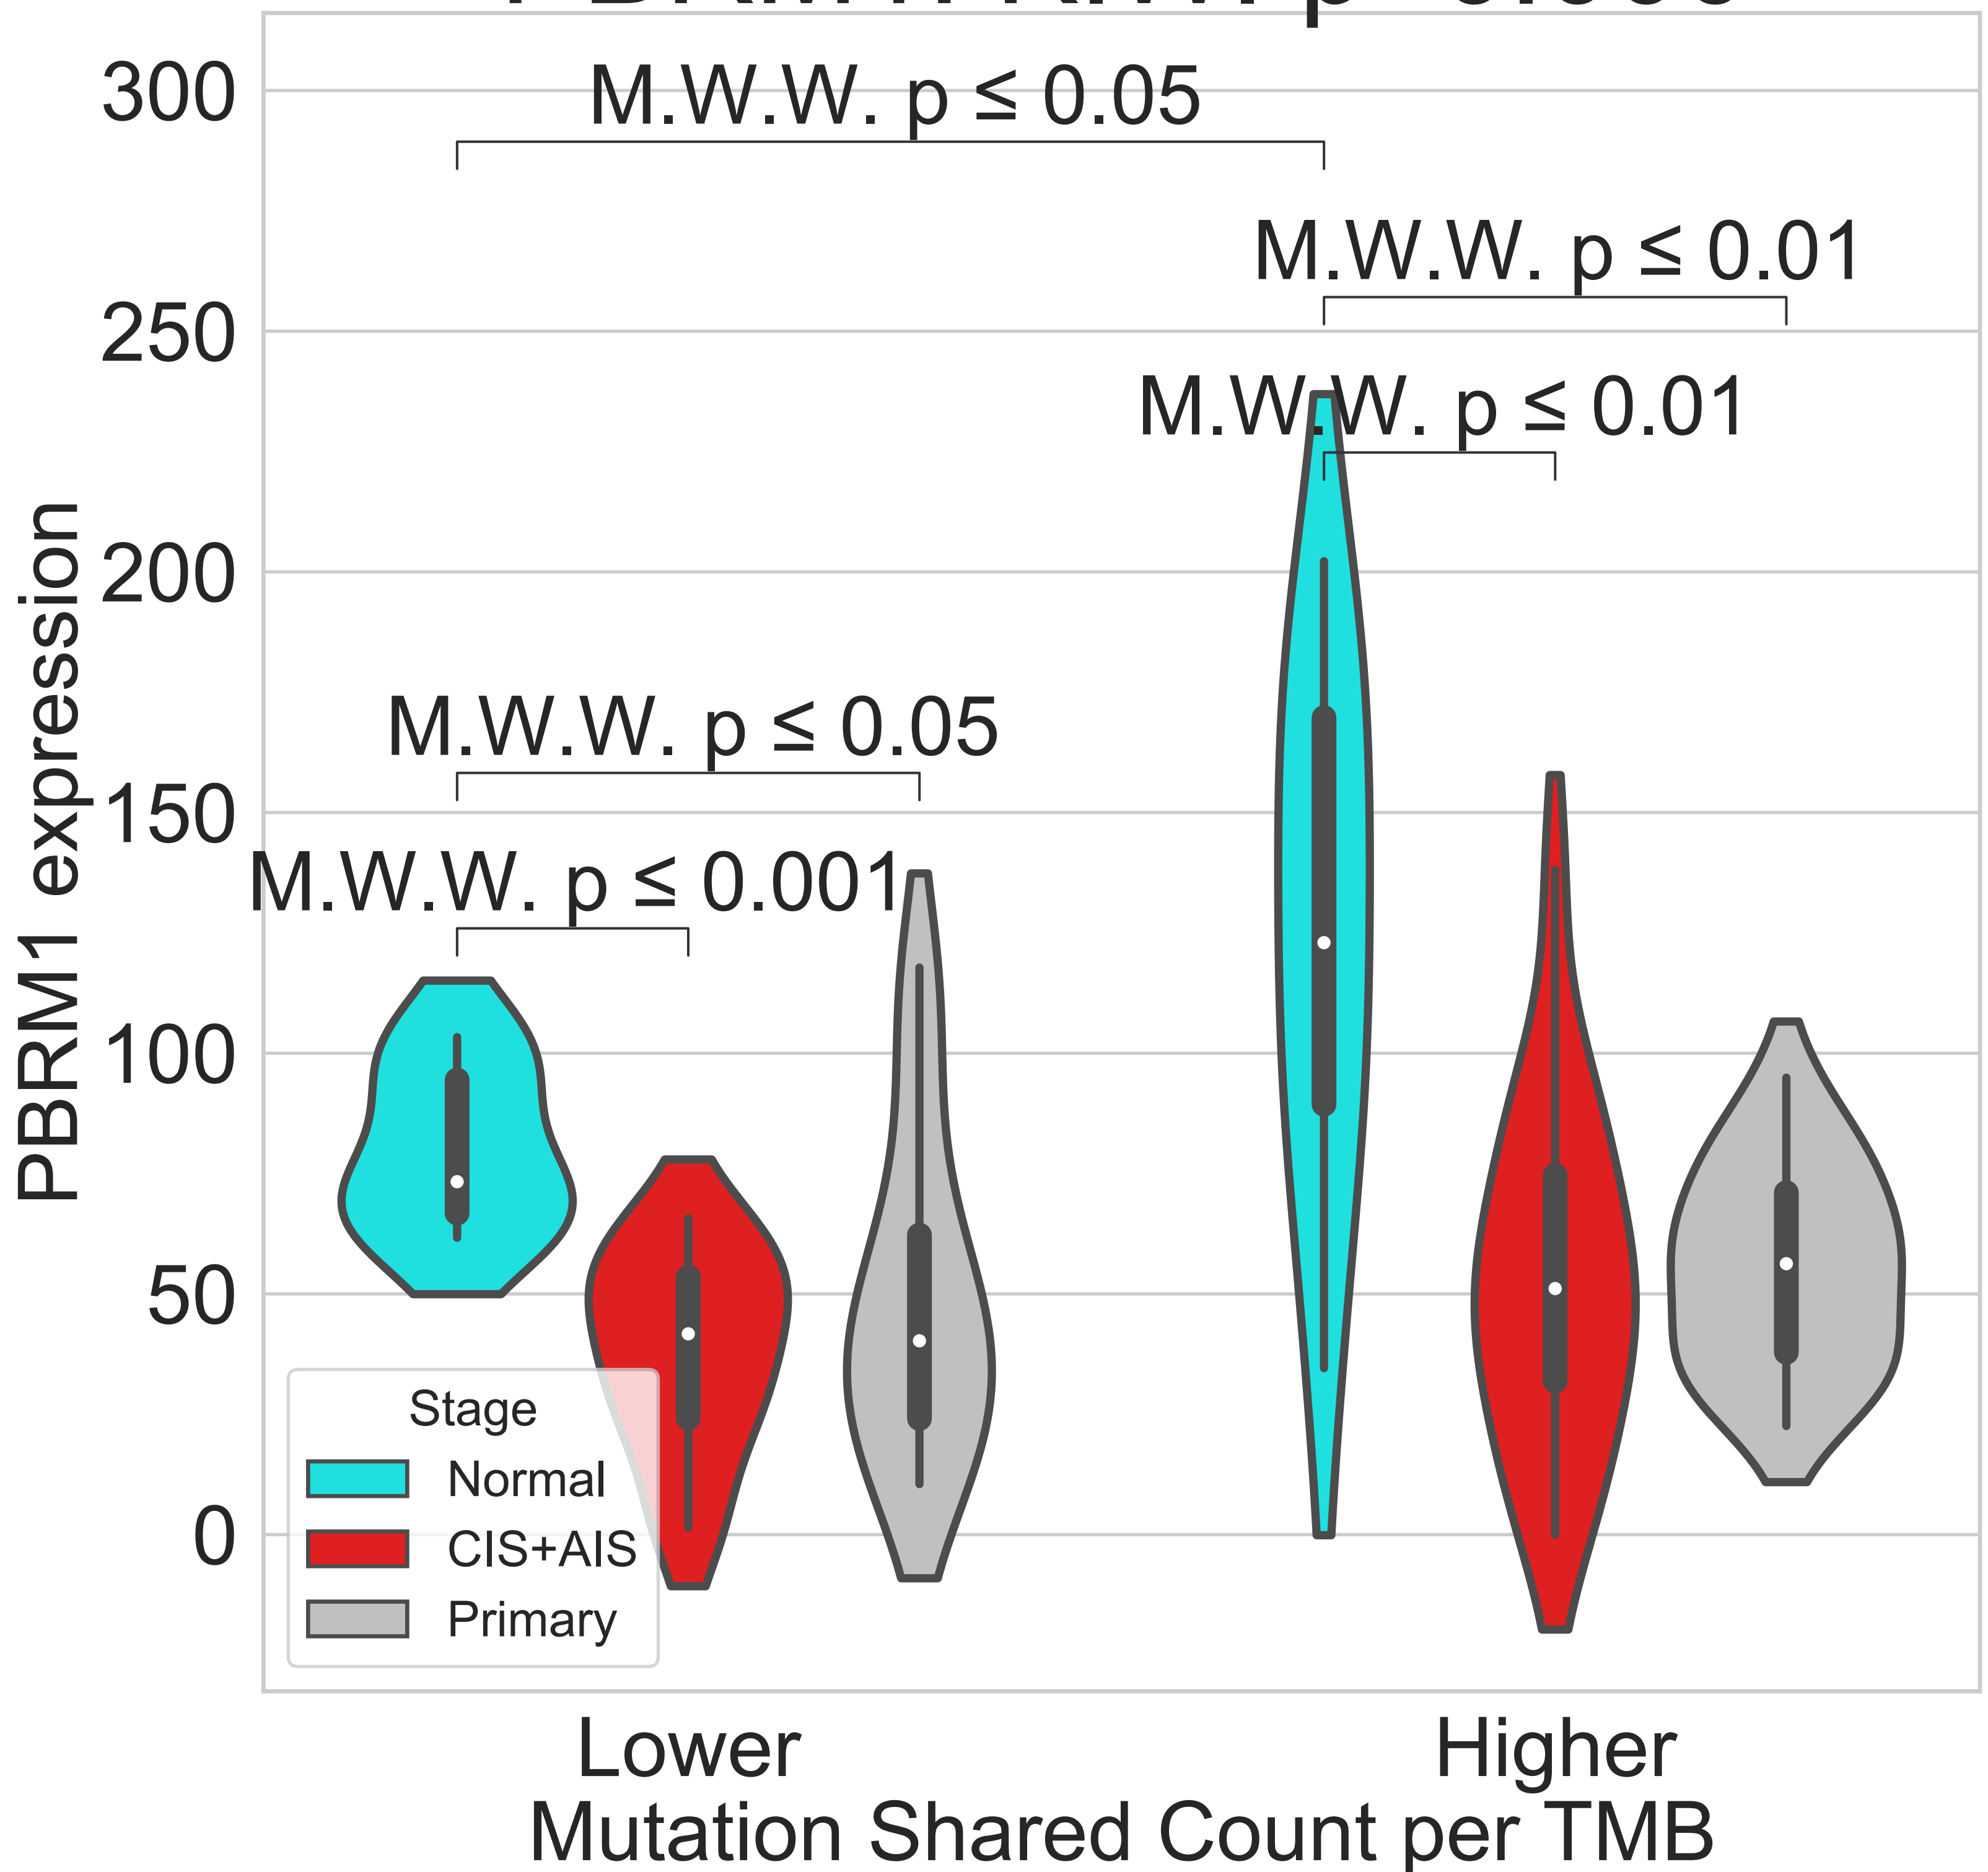 M.W.W. p ≤ 0.05
M.W.W. p ≤ 0.01
M.W.W. p ≤ 0.01
M.W.W. p ≤ 0.05
M.W.W. p ≤ 0.001
PBRM1 expression
300
250
200
150
100
50
0
Stage
Normal
CIS+AIS
Primary
Lower
Higher
Mutation Shared Count per TMB